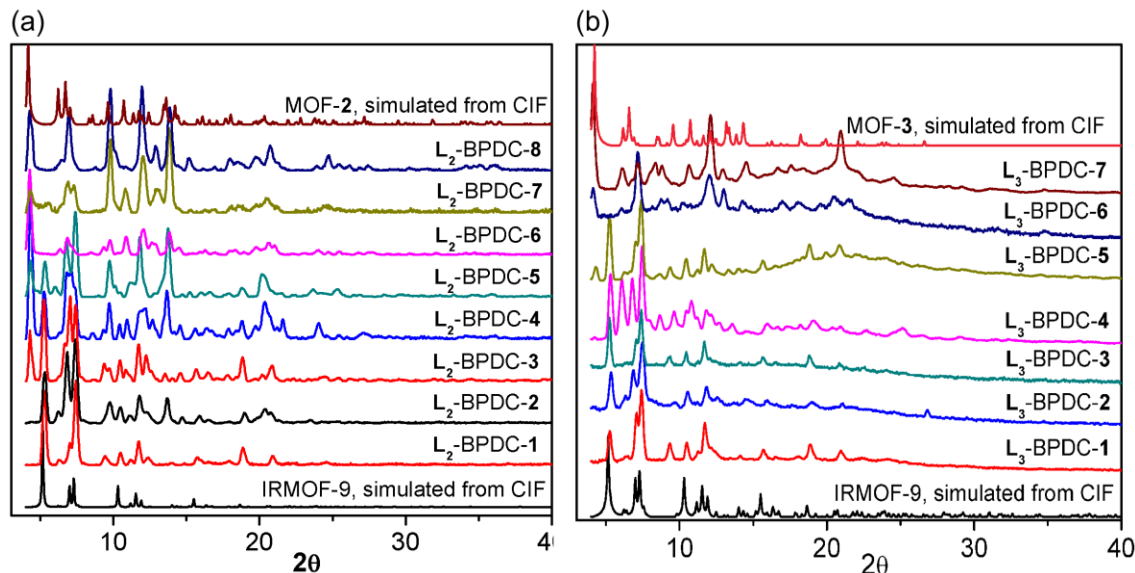 (a)
MOF-2, simulated from CIF
L2-BPDC-8
L2-BPDC-7
L2-BPDC-6
L2-BPDC-5
L2-BPDC-4
L2-BPDC-3
L2-BPDC-2
L2-BPDC-1
IRMOF-9, simulated from CIF
10 20 30 40
2θ
(b)
MOF-3, simulated from CIF
L3-BPDC-7
L3-BPDC-6
L3-BPDC-5
L3-BPDC-4
L3-BPDC-3
L3-BPDC-2
L3-BPDC-1
IRMOF-9, simulated from CIF
10 20 30 40
2θ